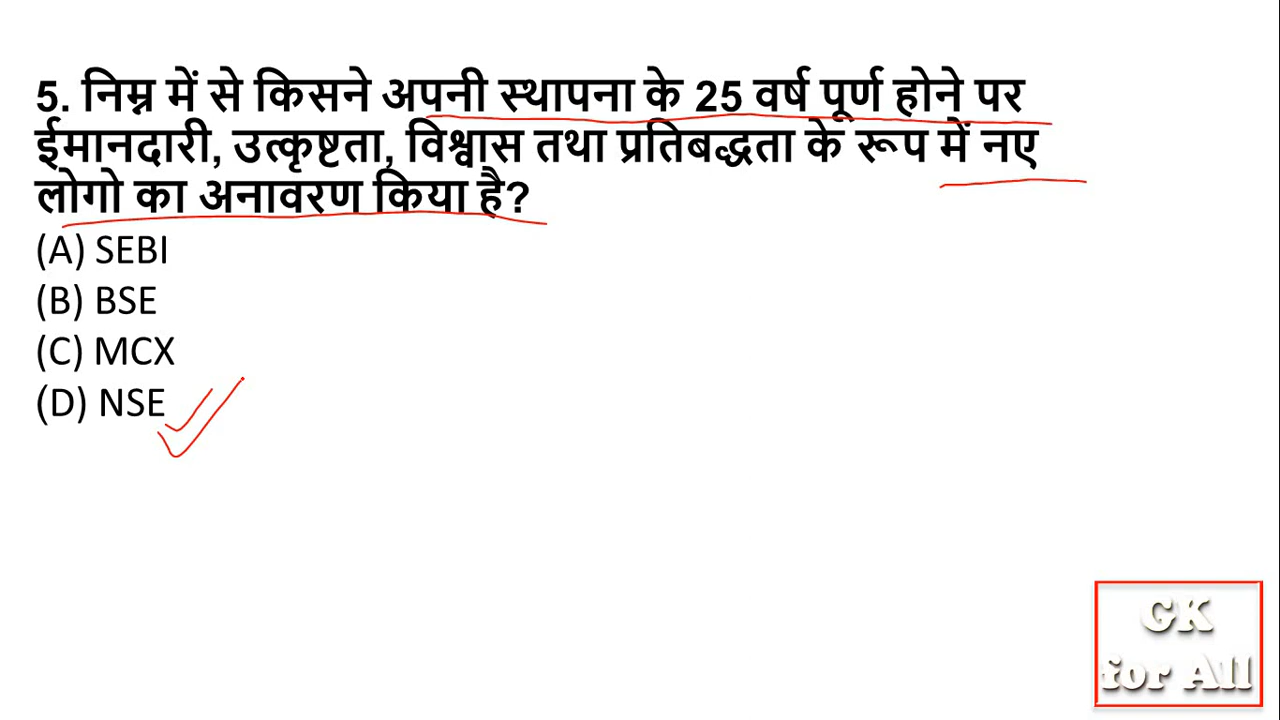 5. निम्न में से किसने अपनी स्थापना के 25 वर्ष पूर्ण होने पर
ईमानदारी, उत्कृष्टता, विश्वास तथा प्रतिबद्धता के रूप में नए
लोगो का अनावरण किया है?
(A) SEBI
(B) BSE
(C) MCX
(D) NSE
GK
for All